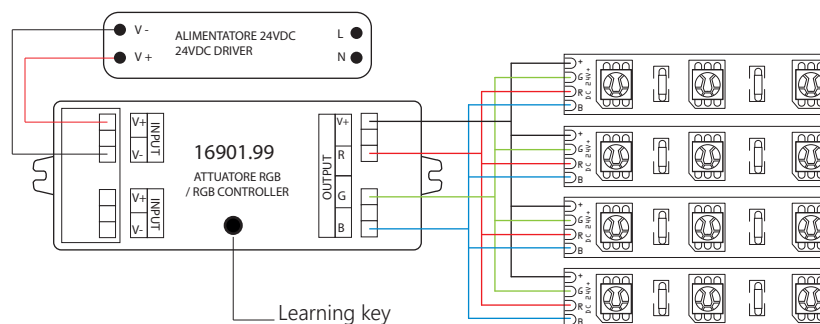 V -
V +
ALIMENTATORE 24VDC
24VDC DRIVER
L
N
V+
V-
INPUT
V+
V-
INPUT
16901.99
ATTUATORE RGB
/ RGB CONTROLLER
OUTPUT
V+
R
G
B
Learning key
+
G
R
B
DC 24V+
+
G
R
B
DC 24V+
+
G
R
B
DC 24V+
+
G
R
B
DC 24V+